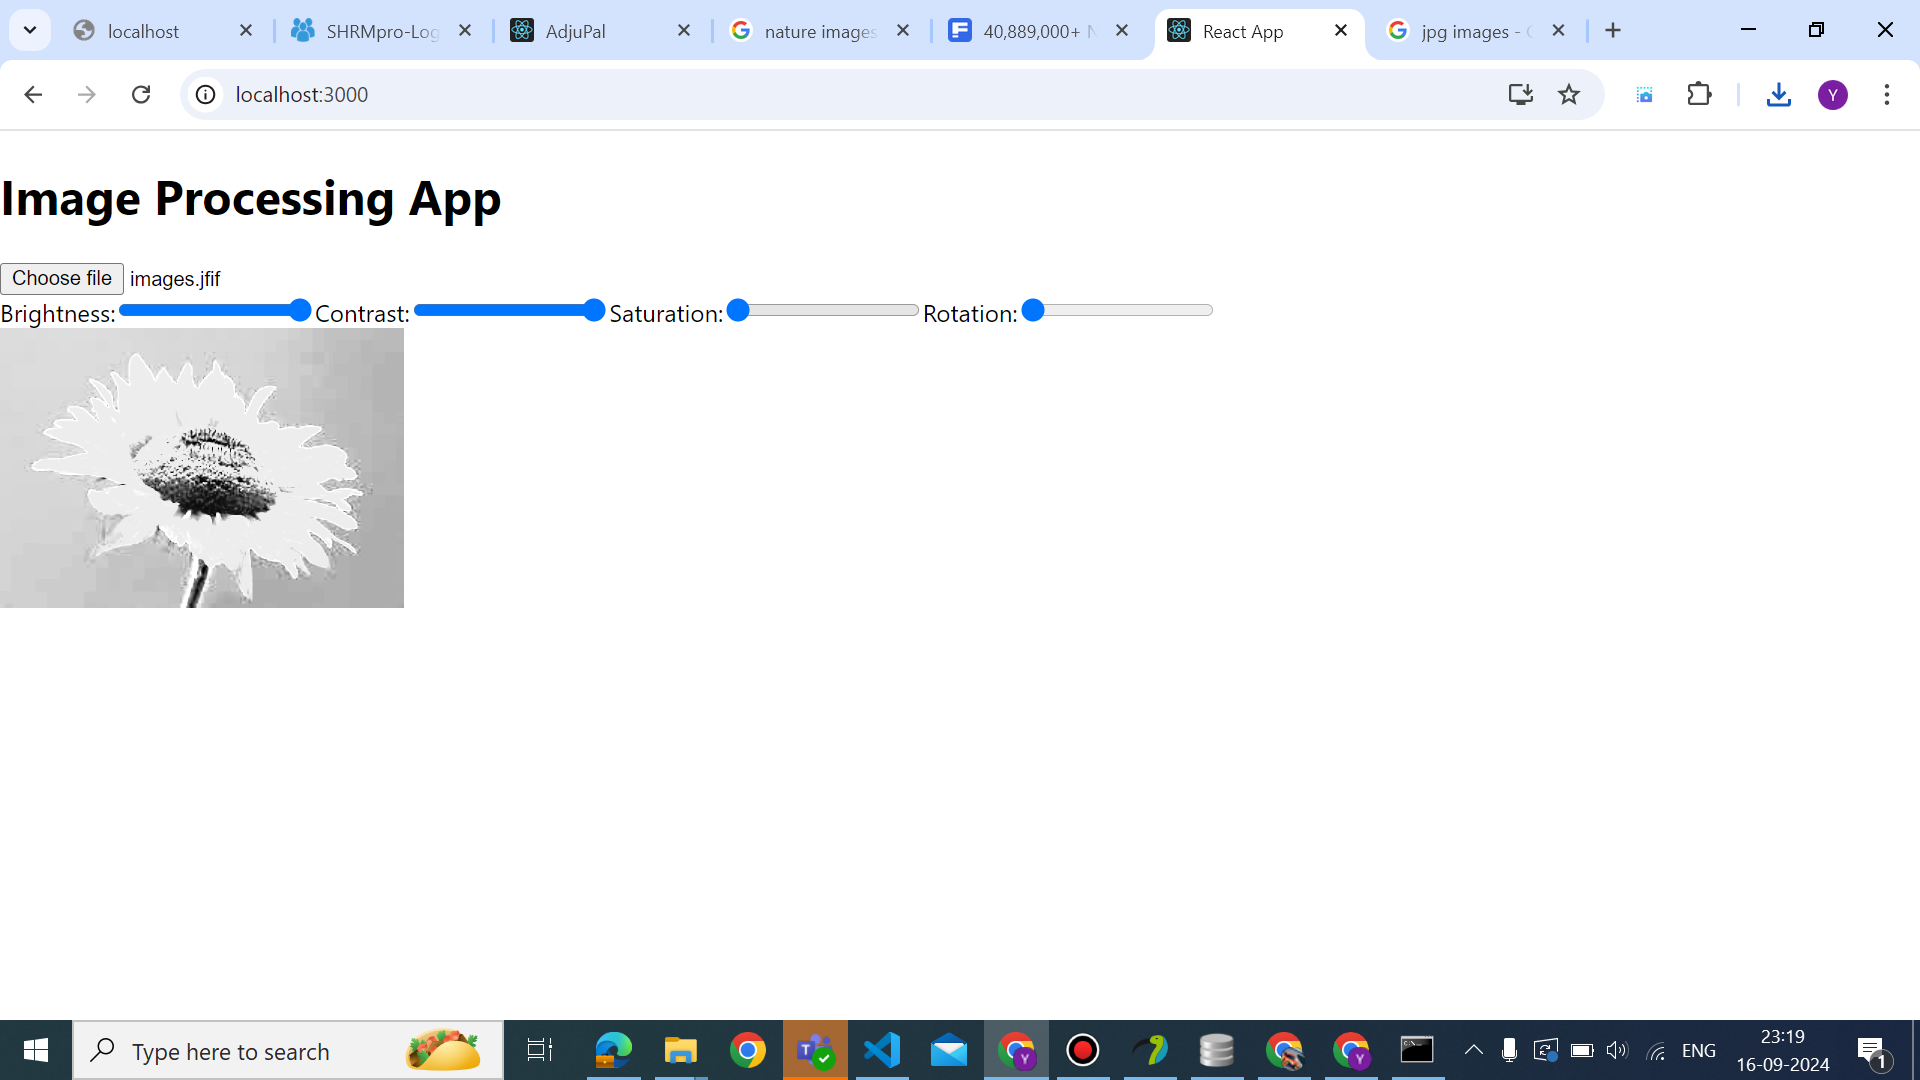 localhost
SHRMpro-Log
AdjuPal
nature images
40,889,000+ N
React App
jpg images - G
localhost:3000
Y
Image Processing App
Choose file images.jfif
Brightness: Contrast: Saturation: Rotation:
Type here to search
ENG
23:19
16-09-2024
1